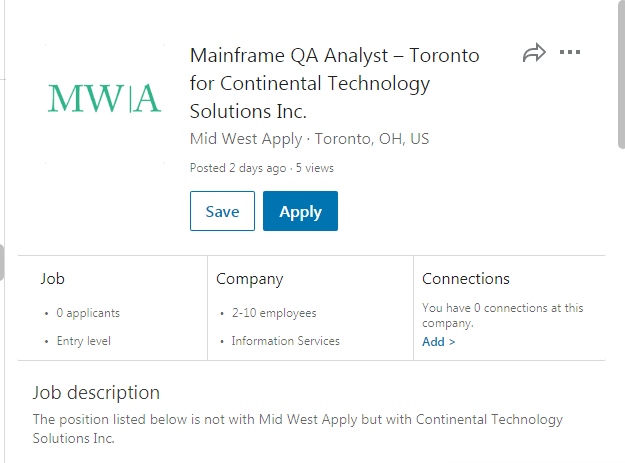 MW|A
Mainframe QA Analyst – Toronto
for Continental Technology
Solutions Inc.
Mid West Apply · Toronto, OH, US
Posted 2 days ago · 5 views
Save Apply
Job
• 0 applicants
• Entry level
Company
• 2-10 employees
• Information Services
Connections
You have 0 connections at this
company.
Add >
Job description
The position listed below is not with Mid West Apply but with Continental Technology
Solutions Inc.